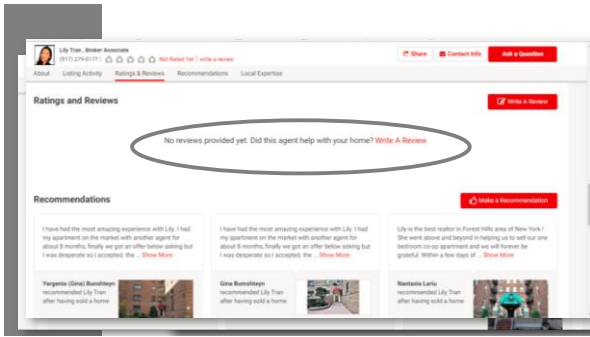 Lily Tran , Broker Associate
(917) 279-0177 | Not Rated Yet | write a review
Share
Contact Info
Ask a Question
About Listing Activity Ratings & Reviews Recommendations Local Expertise
Ratings and Reviews
Write A Review
No reviews provided yet. Did this agent help with your home? Write A Review
Recommendations
Make a Recommendation
I have had the most amazing experience with Lily. I had
my apartment on the market with another agent for
about 8 months, finally we got an offer below asking but
I was desperate so I accepted. the ... Show More
Yargenia (Gina) Bunshteyn
recommended Lily Tran
after having sold a home
I have had the most amazing experience with Lily. I had
my apartment on the market with another agent for
about 8 months, finally we got an offer below asking but
I was desperate so I accepted. the ... Show More
Gina Bunshteyn
recommended Lily Tran
after having sold a home
Lily is the best realtor in Forest Hills area of New York !
She went above and beyond in helping us to sell our one
bedroom co-op apartment and we will forever be
grateful. Within a few days of ... Show More
Nastasia Lariu
recommended Lily Tran
after having sold a home